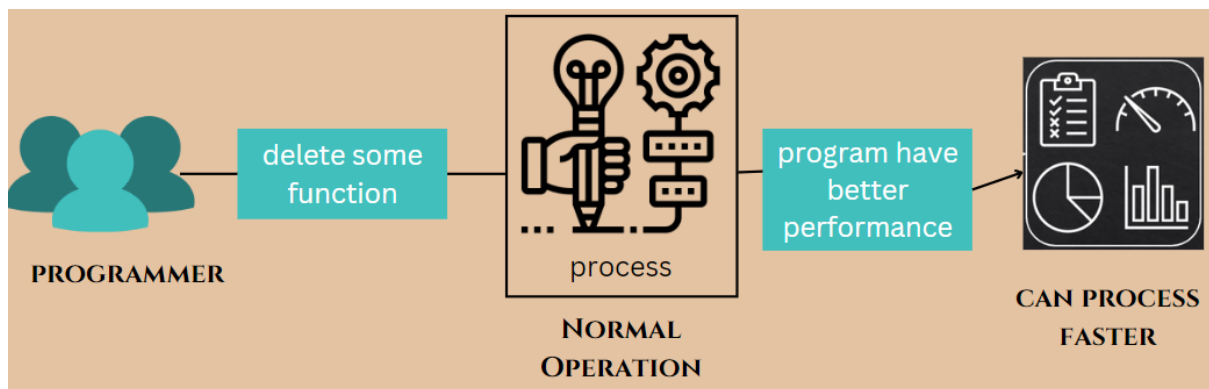 PROGRAMMER
delete some
function
process
NORMAL
OPERATION
program have
better
performance
CAN PROCESS
FASTER